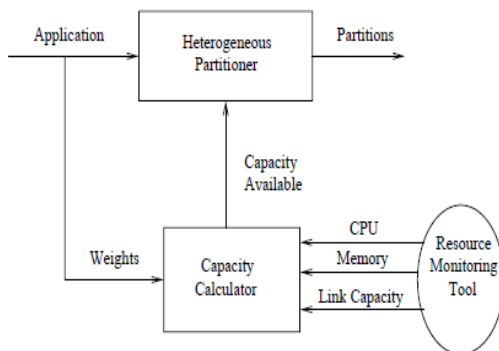 Application
Heterogeneous
Partitioner
Partitions
Capacity
Available
Weights
Capacity
Calculator
CPU
Memory
Link Capacity
Resource
Monitoring
Tool